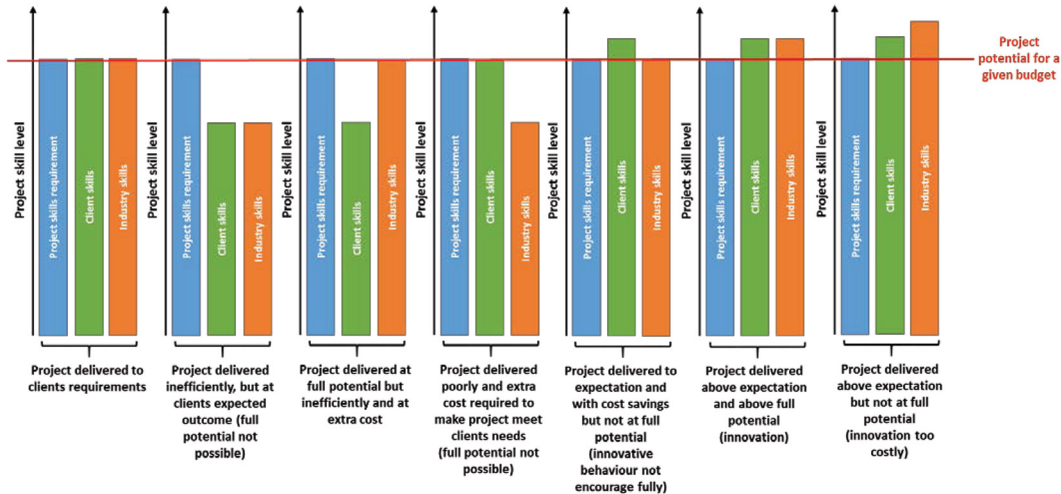 Project
potential for a
given budget
Project skill level
Project skills requirement
Client skills
Industry skills
Project delivered to
clients requirements
Project skill level
Project skills requirement
Client skills
Industry skills
Project delivered
inefficiently, but at
clients expected
outcome (full
potential not
possible)
Project skill level
Project skills requirement
Client skills
Industry skills
Project delivered at
full potential but
inefficiently and at
extra cost
Project skill level
Project skills requirement
Client skills
Industry skills
Project delivered
poorly and extra
cost required to
make project meet
clients needs
(full potential not
possible)
Project skill level
Project skills requirement
Client skills
Industry skills
Project delivered to
expectation and
with cost savings
but not at full
potential
(innovative
behaviour not
encourage fully)
Project skill level
Project skills requirement
Client skills
Industry skills
Project delivered
above expectation
and above full
potential
(innovation)
Project skill level
Project skills requirement
Client skills
Industry skills
Project delivered
above expectation
but not at full
potential
(innovation too
costly)